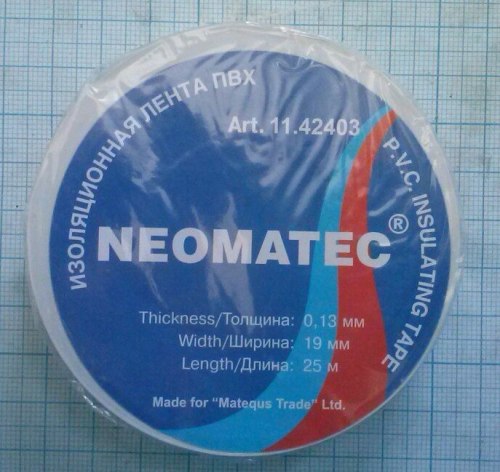 ИЗОЛЯЦИОННАЯ ЛЕНТА ПВХ
Art. 11.42403
P.V.C. INSULATING TAPE
NEOMATEC®
Thickness/Толщина: 0,13 мм
Width/Ширина: 19 мм
Length/Длина: 25 м
Made for "Matequs Trade" Ltd.